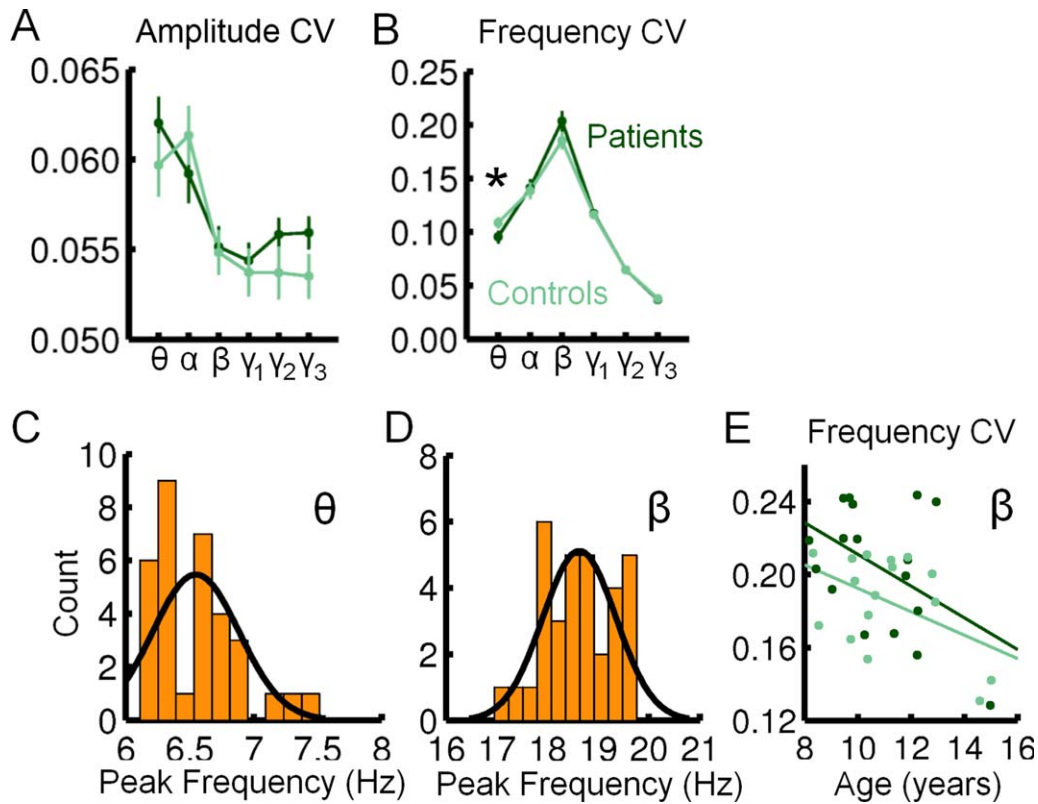 A Amplitude CV
0.065
0.060
0.055
0.050
θ α β γ1 γ2 γ3
B Frequency CV
0.25
0.20
0.15
0.10
0.05
0.00
Patients
*
Controls
θ α β γ1 γ2 γ3
C
10
8
6
4
2
0
Count
θ
6 6.5 7 7.5 8
Peak Frequency (Hz)
D
8
6
4
2
0
β
16 17 18 19 20 21
Peak Frequency (Hz)
E Frequency CV
0.24
0.20
0.16
0.12
β
8 10 12 14 16
Age (years)